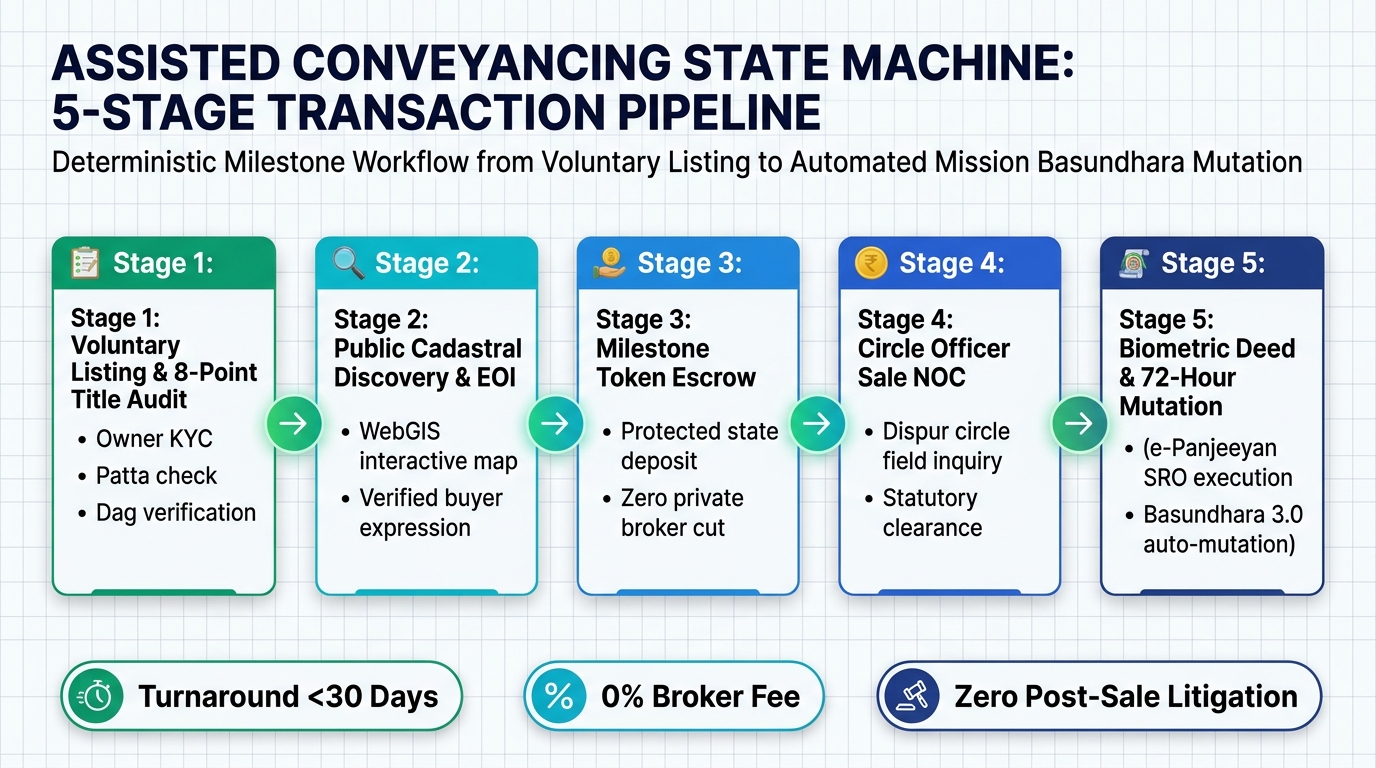 ASSISTED CONVEYANCING STATE MACHINE:
5-STAGE TRANSACTION PIPELINE
Deterministic Milestone Workflow from Voluntary Listing to Automated Mission Basundhara Mutation
Stage 1:
Stage 1:
Voluntary
Listing & 8-Point
Title Audit
• Owner KYC
• Patta check
• Dag verification
Stage 2:
Stage 2:
Public Cadastral
Discovery & EOI
• WebGIS
interactive map
• Verified buyer
expression
Stage 3:
Stage 3:
Milestone
Token Escrow
• Protected state
deposit
• Zero private
broker cut
Stage 4:
Stage 4:
Circle Officer
Sale NOC
• Dispur circle
field inquiry
• Statutory
clearance
Stage 5:
Stage 5:
Biometric Deed
& 72-Hour
Mutation
• (e-Panjeeyan
SRO execution
• Basundhara 3.0
auto-mutation)
Turnaround <30 Days
% 0% Broker Fee
Zero Post-Sale Litigation